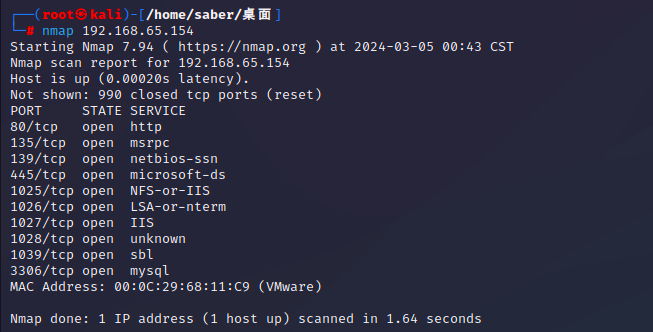 ┌──(root㉿kali)-[/home/saber/桌面]
└─# nmap 192.168.65.154
Starting Nmap 7.94 ( https://nmap.org ) at 2024-03-05 00:43 CST
Nmap scan report for 192.168.65.154
Host is up (0.00020s latency).
Not shown: 990 closed tcp ports (reset)
PORT     STATE SERVICE
80/tcp   open  http
135/tcp  open  msrpc
139/tcp  open  netbios-ssn
445/tcp  open  microsoft-ds
1025/tcp open  NFS-or-IIS
1026/tcp open  LSA-or-nterm
1027/tcp open  IIS
1028/tcp open  unknown
1039/tcp open  sbl
3306/tcp open  mysql
MAC Address: 00:0C:29:68:11:C9 (VMware)

Nmap done: 1 IP address (1 host up) scanned in 1.64 seconds